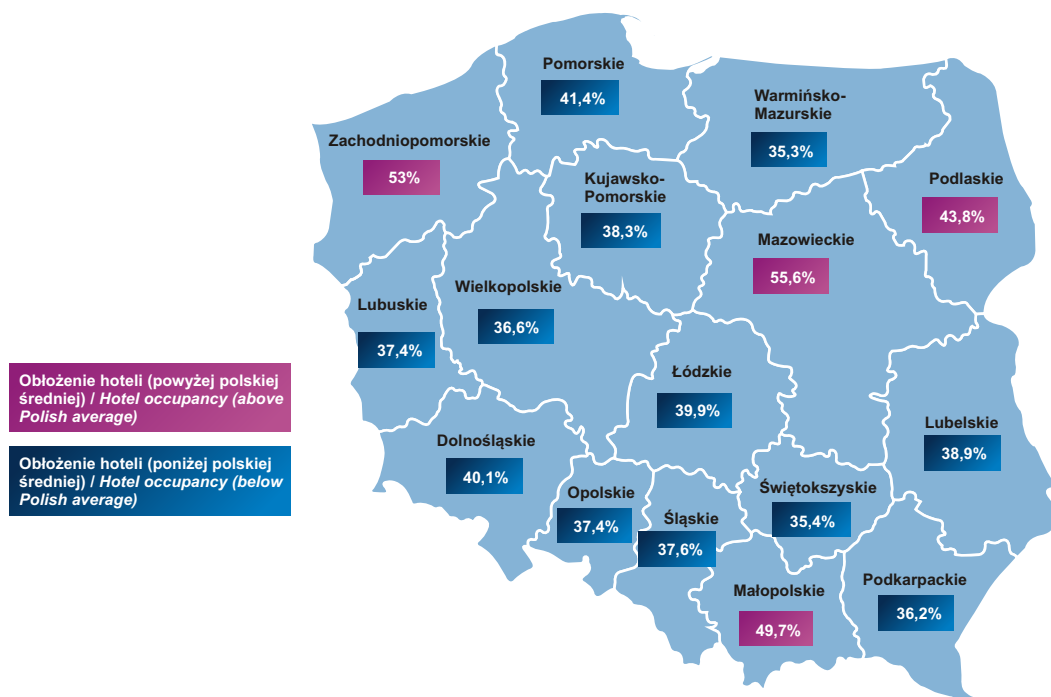 Pomorskie
41,4%
Warmińsko-
Mazurskie
35,3%
Zachodniopomorskie
53%
Kujawsko-
Pomorskie
38,3%
Podlaskie
43,8%
Mazowieckie
55,6%
Wielkopolskie
36,6%
Lubuskie
37,4%
Łódzkie
39,9%
Obłożenie hoteli (powyżej polskiej
średniej) / Hotel occupancy (above
Polish average)
Obłożenie hoteli (poniżej polskiej
średniej) / Hotel occupancy (below
Polish average)
Dolnośląskie
40,1%
Lubelskie
38,9%
Opolskie
37,4%
Śląskie
37,6%
Świętokszyskie
35,4%
Małopolskie
49,7%
Podkarpackie
36,2%